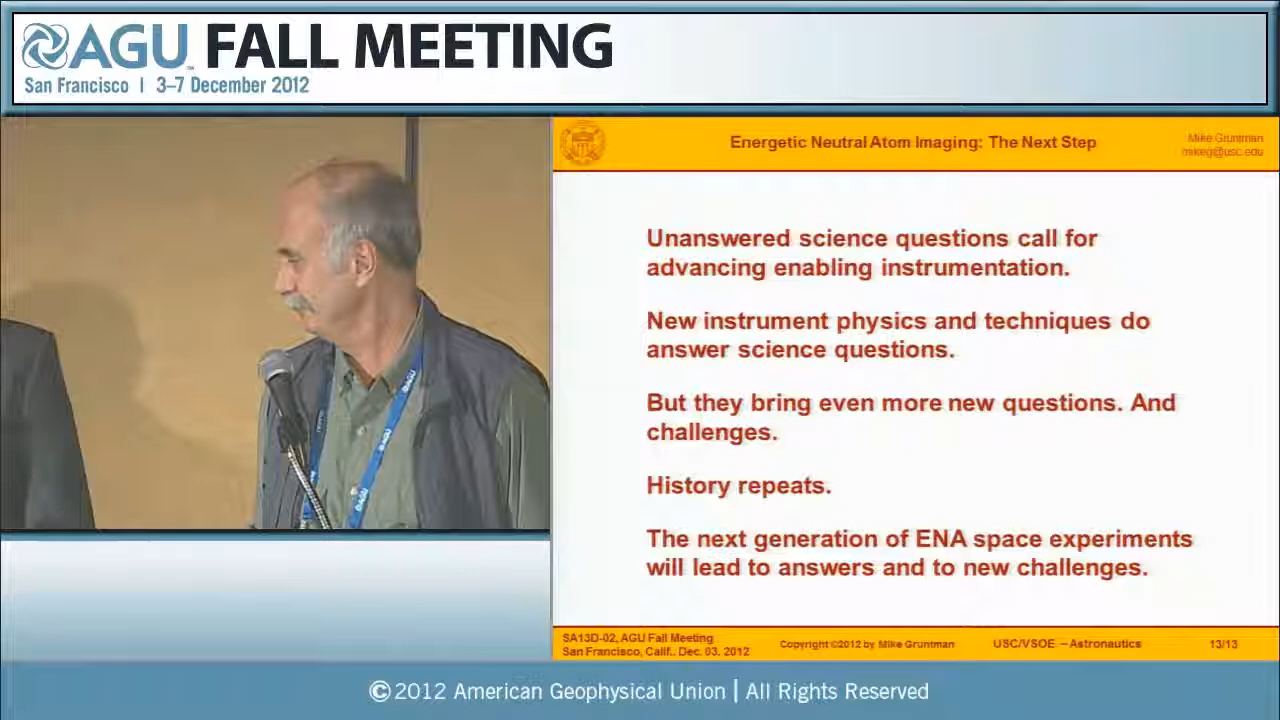 AGU FALL MEETING
San Francisco | 3–7 December 2012
Energetic Neutral Atom Imaging: The Next Step
Mike Gruntman
mikeg@usc.edu
Unanswered science questions call for
advancing enabling instrumentation.
New instrument physics and techniques do
answer science questions.
But they bring even more new questions. And
challenges.
History repeats.
The next generation of ENA space experiments
will lead to answers and to new challenges.
SA13D-02, AGU Fall Meeting
San Francisco, Calif., Dec. 03, 2012
Copyright ©2012 by Mike Gruntman
USC/VSOE – Astronautics
13/13
AGU
AGU
AGU
© 2012 American Geophysical Union | All Rights Reserved